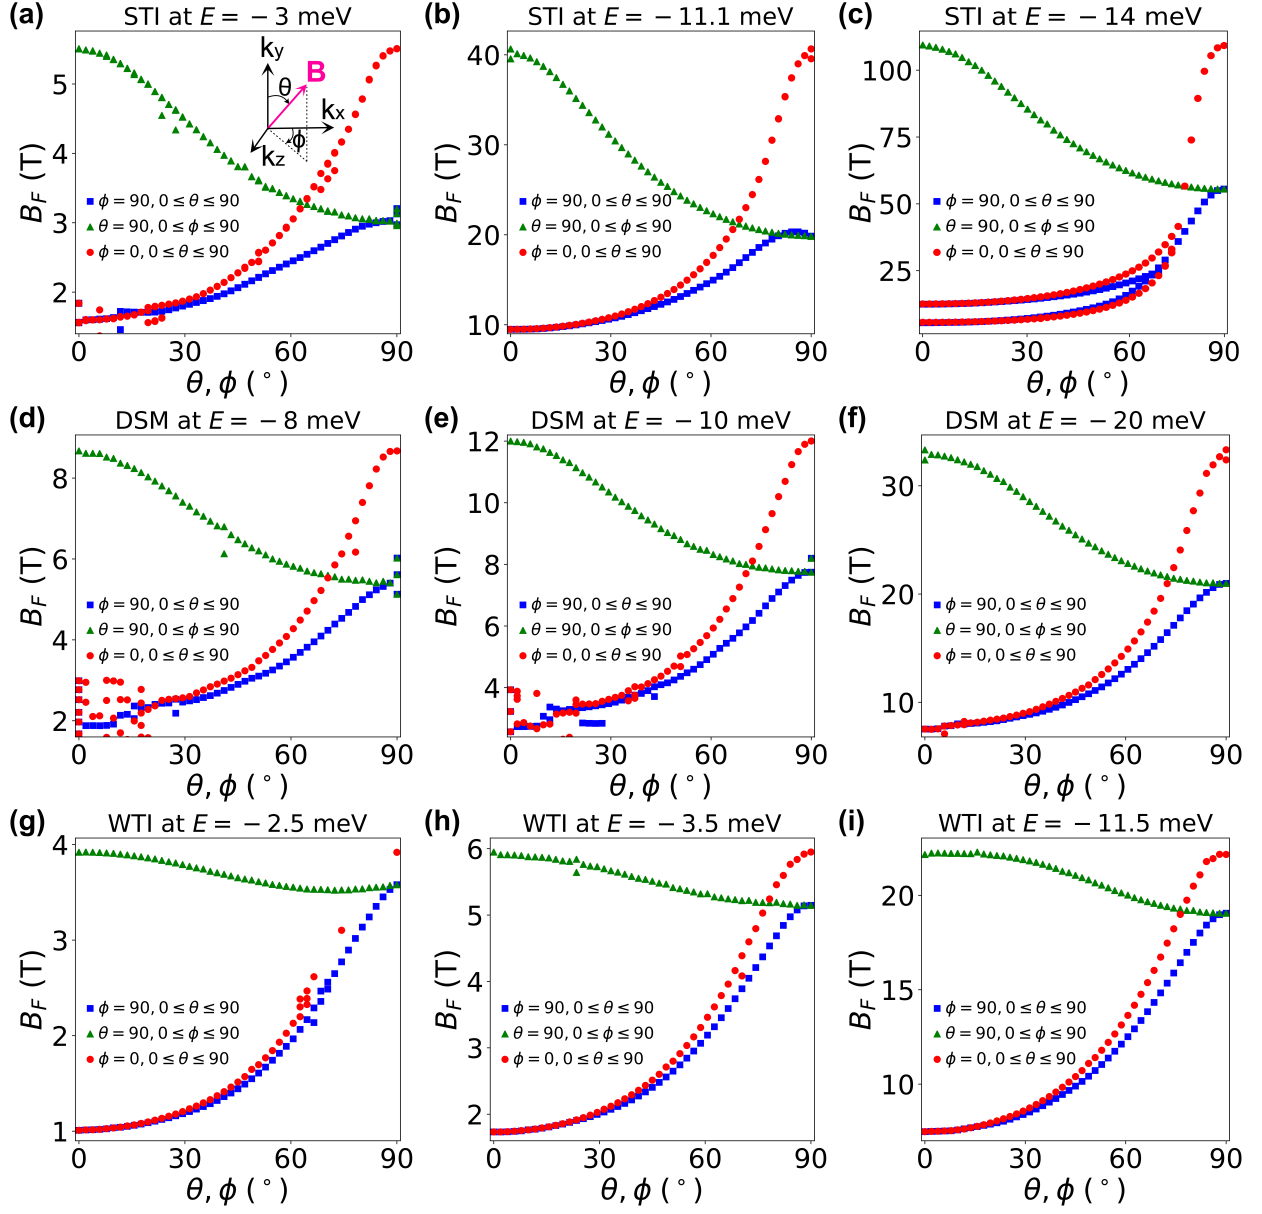 (a) STI at E = − 3 meV
5
4
3
2
B_F (T)
k_y
B
θ
k_x
ϕ
k_z
ϕ = 90, 0 ≤ θ ≤ 90
θ = 90, 0 ≤ ϕ ≤ 90
ϕ = 0, 0 ≤ θ ≤ 90
0 30 60 90
θ, ϕ (°)
(b) STI at E = − 11.1 meV
40
30
20
10
B_F (T)
ϕ = 90, 0 ≤ θ ≤ 90
θ = 90, 0 ≤ ϕ ≤ 90
ϕ = 0, 0 ≤ θ ≤ 90
0 30 60 90
θ, ϕ (°)
(c) STI at E = − 14 meV
100
75
50
25
B_F (T)
ϕ = 90, 0 ≤ θ ≤ 90
θ = 90, 0 ≤ ϕ ≤ 90
ϕ = 0, 0 ≤ θ ≤ 90
0 30 60 90
θ, ϕ (°)
(d) DSM at E = − 8 meV
8
6
4
2
B_F (T)
ϕ = 90, 0 ≤ θ ≤ 90
θ = 90, 0 ≤ ϕ ≤ 90
ϕ = 0, 0 ≤ θ ≤ 90
0 30 60 90
θ, ϕ (°)
(e) DSM at E = − 10 meV
12
10
8
6
4
B_F (T)
ϕ = 90, 0 ≤ θ ≤ 90
θ = 90, 0 ≤ ϕ ≤ 90
ϕ = 0, 0 ≤ θ ≤ 90
0 30 60 90
θ, ϕ (°)
(f) DSM at E = − 20 meV
30
20
10
B_F (T)
ϕ = 90, 0 ≤ θ ≤ 90
θ = 90, 0 ≤ ϕ ≤ 90
ϕ = 0, 0 ≤ θ ≤ 90
0 30 60 90
θ, ϕ (°)
(g) WTI at E = − 2.5 meV
4
3
2
1
B_F (T)
ϕ = 90, 0 ≤ θ ≤ 90
θ = 90, 0 ≤ ϕ ≤ 90
ϕ = 0, 0 ≤ θ ≤ 90
0 30 60 90
θ, ϕ (°)
(h) WTI at E = − 3.5 meV
6
5
4
3
2
B_F (T)
ϕ = 90, 0 ≤ θ ≤ 90
θ = 90, 0 ≤ ϕ ≤ 90
ϕ = 0, 0 ≤ θ ≤ 90
0 30 60 90
θ, ϕ (°)
(i) WTI at E = − 11.5 meV
20
15
10
B_F (T)
ϕ = 90, 0 ≤ θ ≤ 90
θ = 90, 0 ≤ ϕ ≤ 90
ϕ = 0, 0 ≤ θ ≤ 90
0 30 60 90
θ, ϕ (°)